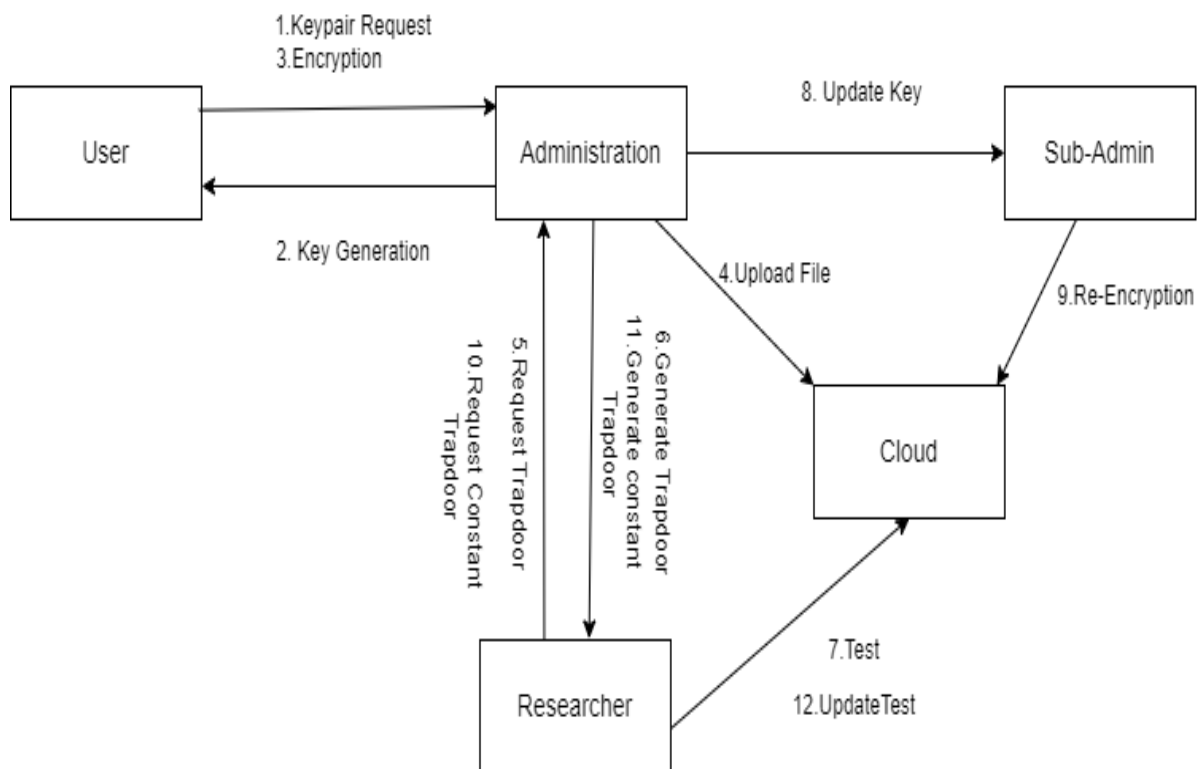 1.Keypair Request
3.Encryption
8. Update Key
User
Administration
Sub-Admin
2. Key Generation
4.Upload File
9.Re-Encryption
10.Request Constant
Trapdoor
5.Request Trapdoor
6.Generate Trapdoor
11.Generate constant
Trapdoor
Cloud
7.Test
12.UpdateTest
Researcher